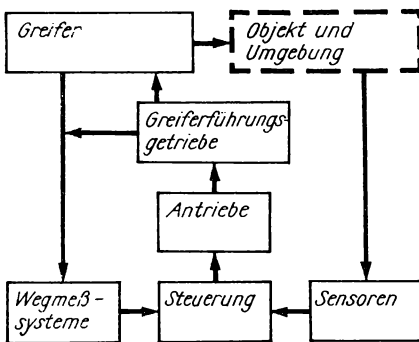 Greifer
Objekt und
Umgebung
Greiferführungs-
getriebe
Antriebe
Wegmeß-
systeme
Steuerung
Sensoren